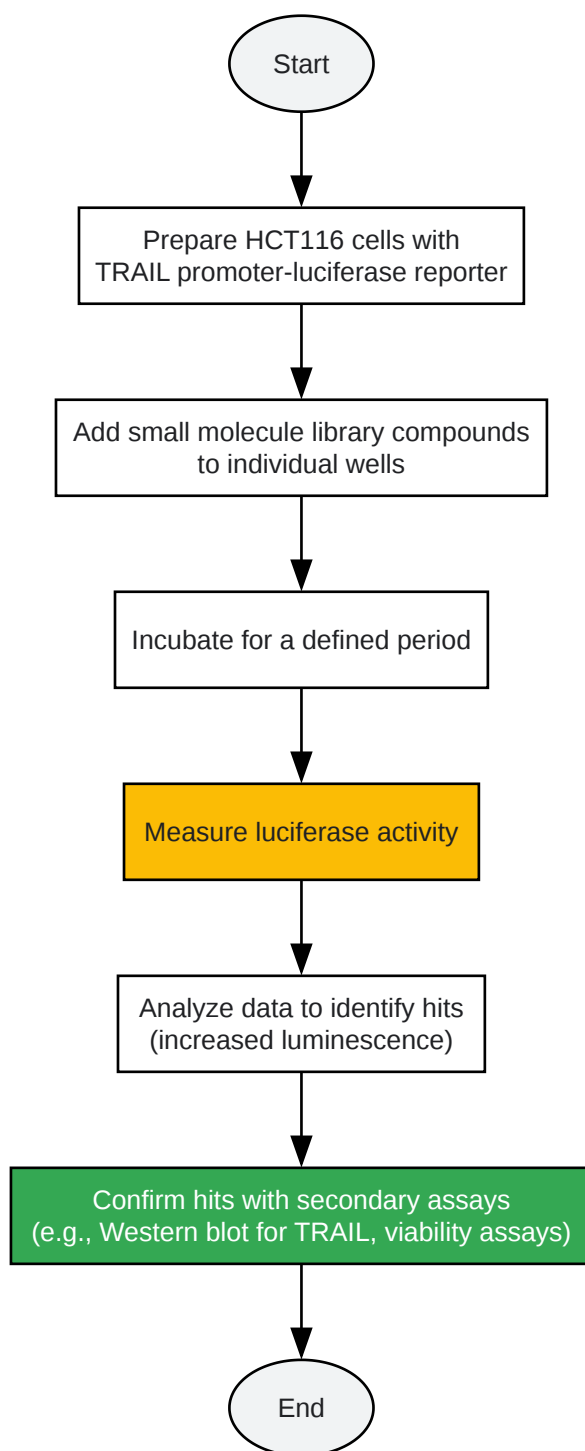 Start
Prepare HCT116 cells with
TRAIL promoter-luciferase reporter
Add small molecule library compounds
to individual wells
Incubate for a defined period
Measure luciferase activity
Analyze data to identify hits
(increased luminescence)
Confirm hits with secondary assays
(e.g., Western blot for TRAIL, viability assays)
End